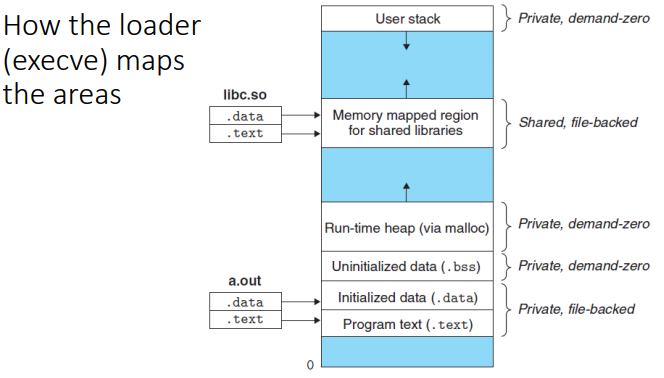 How the loader
(execve) maps
the areas
User stack
Private, demand-zero
libc.so
.data
.text
Memory mapped region
for shared libraries
Shared, file-backed
Run-time heap (via malloc)
Private, demand-zero
Uninitialized data (.bss)
Private, demand-zero
a.out
.data
.text
Initialized data (.data)
Program text (.text)
Private, file-backed
0